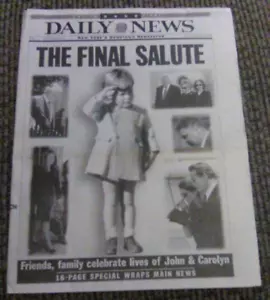 DAILY NEWS
NEW YORK'S HOMETOWN NEWSPAPER
THE FINAL SALUTE
Friends, family celebrate lives of John & Carolyn
16-PAGE SPECIAL WRAPS MAIN NEWS